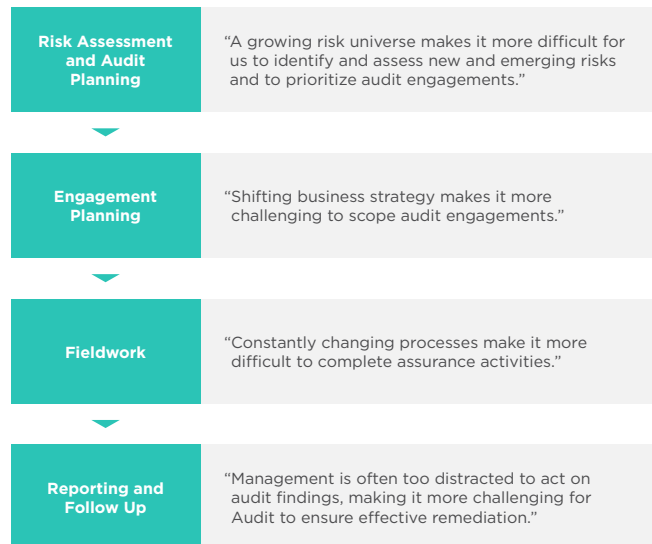 Risk Assessment
and Audit
Planning
“A growing risk universe makes it more difficult for
us to identify and assess new and emerging risks
and to prioritize audit engagements.”
Engagement
Planning
“Shifting business strategy makes it more
challenging to scope audit engagements.”
Fieldwork
“Constantly changing processes make it more
difficult to complete assurance activities.”
Reporting and
Follow Up
“Management is often too distracted to act on
audit findings, making it more challenging for
Audit to ensure effective remediation.”